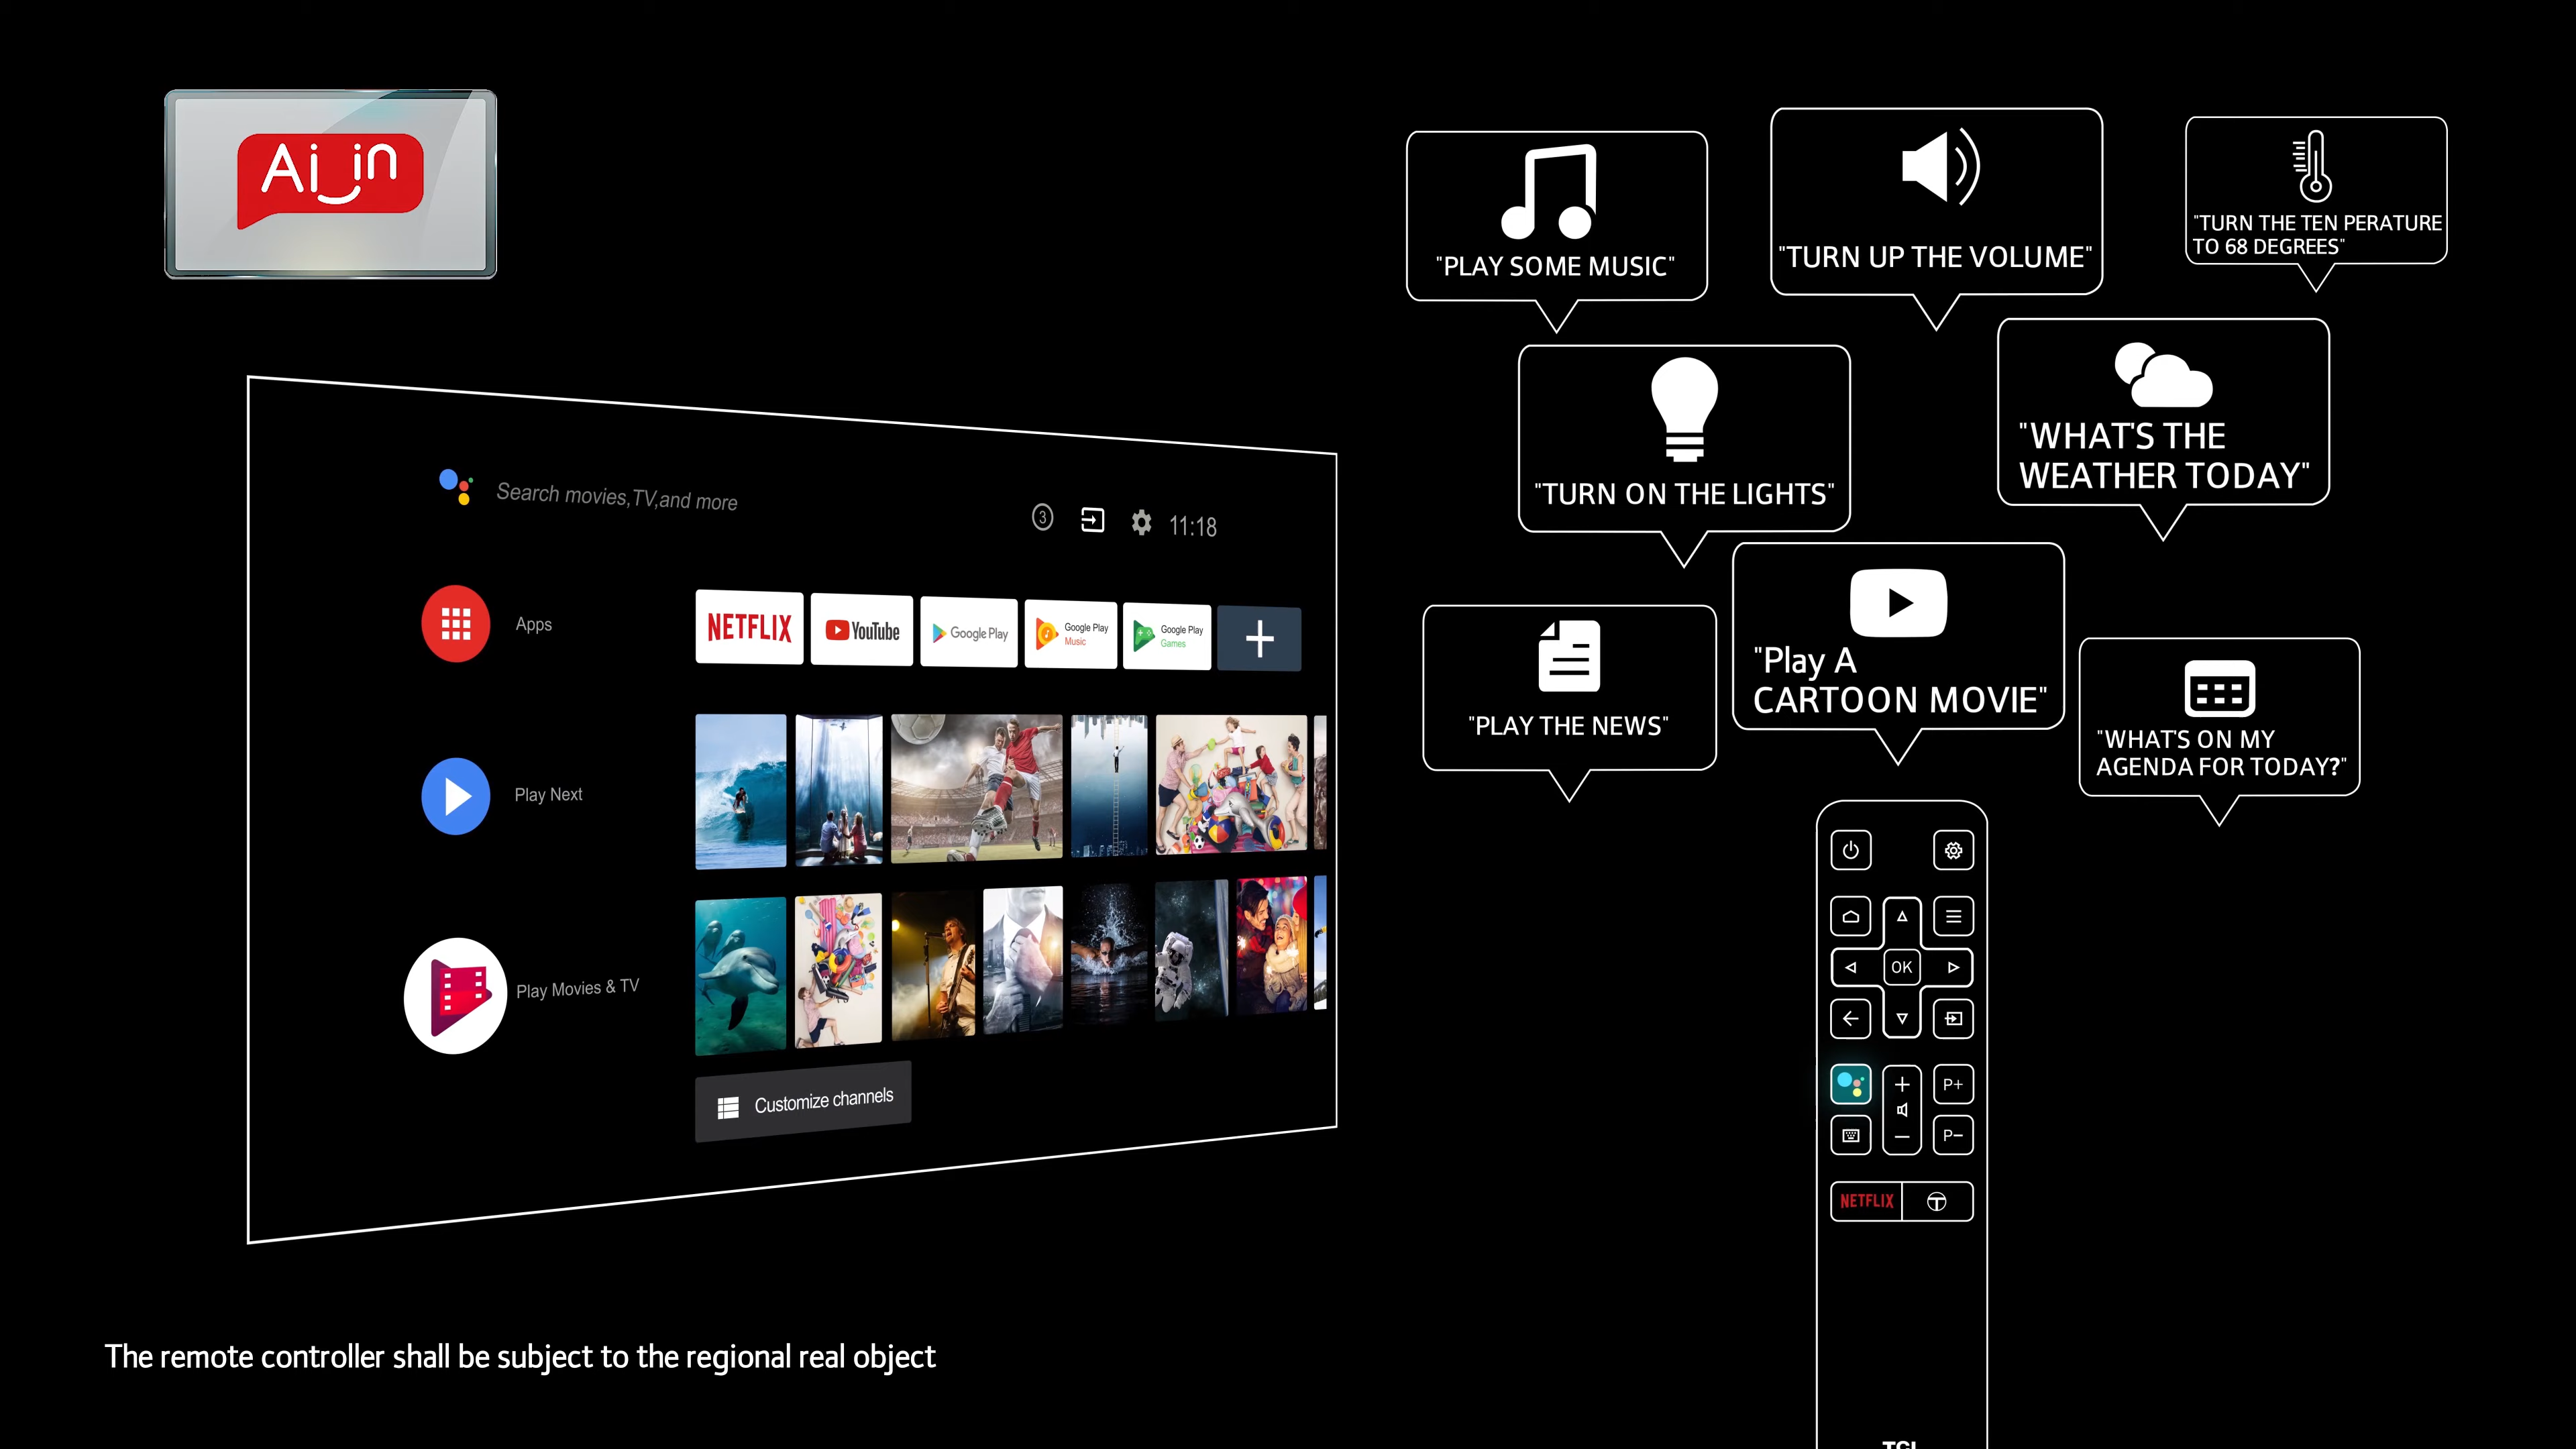 Ai in
"PLAY SOME MUSIC"
"TURN UP THE VOLUME"
"TURN THE TEN PERATURE
TO 68 DEGREES"
"TURN ON THE LIGHTS"
"WHAT'S THE
WEATHER TODAY"
"PLAY THE NEWS"
"Play A
CARTOON MOVIE"
"WHAT'S ON MY
AGENDA FOR TODAY?"
Search movies,TV,and more
3
11:18
Apps
NETFLIX
YouTube
Google Play
Google Play
Music
Google Play
Games
Play Next
Play Movies & TV
Customize channels
OK
P+
P−
NETFLIX
TCL
The remote controller shall be subject to the regional real object